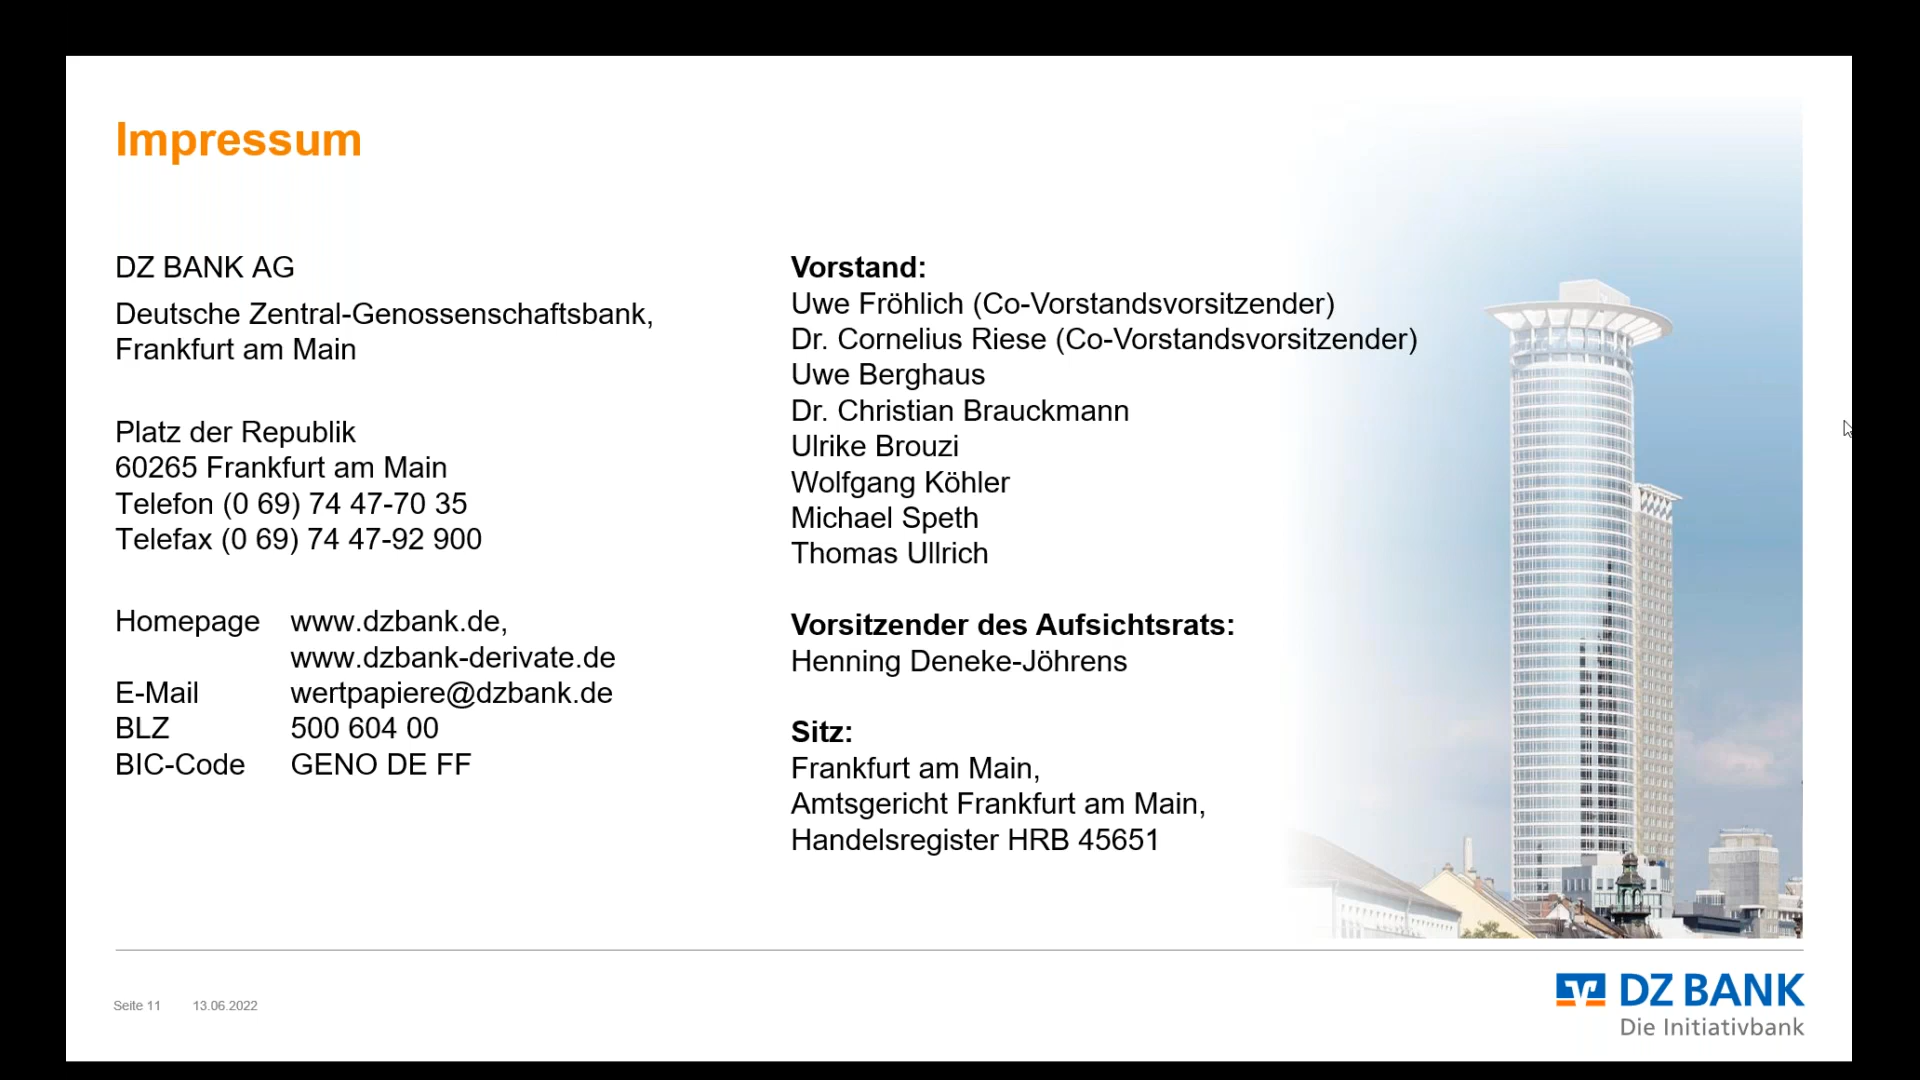 Impressum
DZ BANK AG
Deutsche Zentral-Genossenschaftsbank,
Frankfurt am Main
Platz der Republik
60265 Frankfurt am Main
Telefon (0 69) 74 47-70 35
Telefax (0 69) 74 47-92 900
Homepage www.dzbank.de,
www.dzbank-derivate.de
E-Mail wertpapiere@dzbank.de
BLZ 500 604 00
BIC-Code GENO DE FF
Vorstand:
Uwe Fröhlich (Co-Vorstandsvorsitzender)
Dr. Cornelius Riese (Co-Vorstandsvorsitzender)
Uwe Berghaus
Dr. Christian Brauckmann
Ulrike Brouzi
Wolfgang Köhler
Michael Speth
Thomas Ullrich
Vorsitzender des Aufsichtsrats:
Henning Deneke-Jöhrens
Sitz:
Frankfurt am Main,
Amtsgericht Frankfurt am Main,
Handelsregister HRB 45651
Seite 11 13.06.2022
DZ BANK
Die Initiativbank